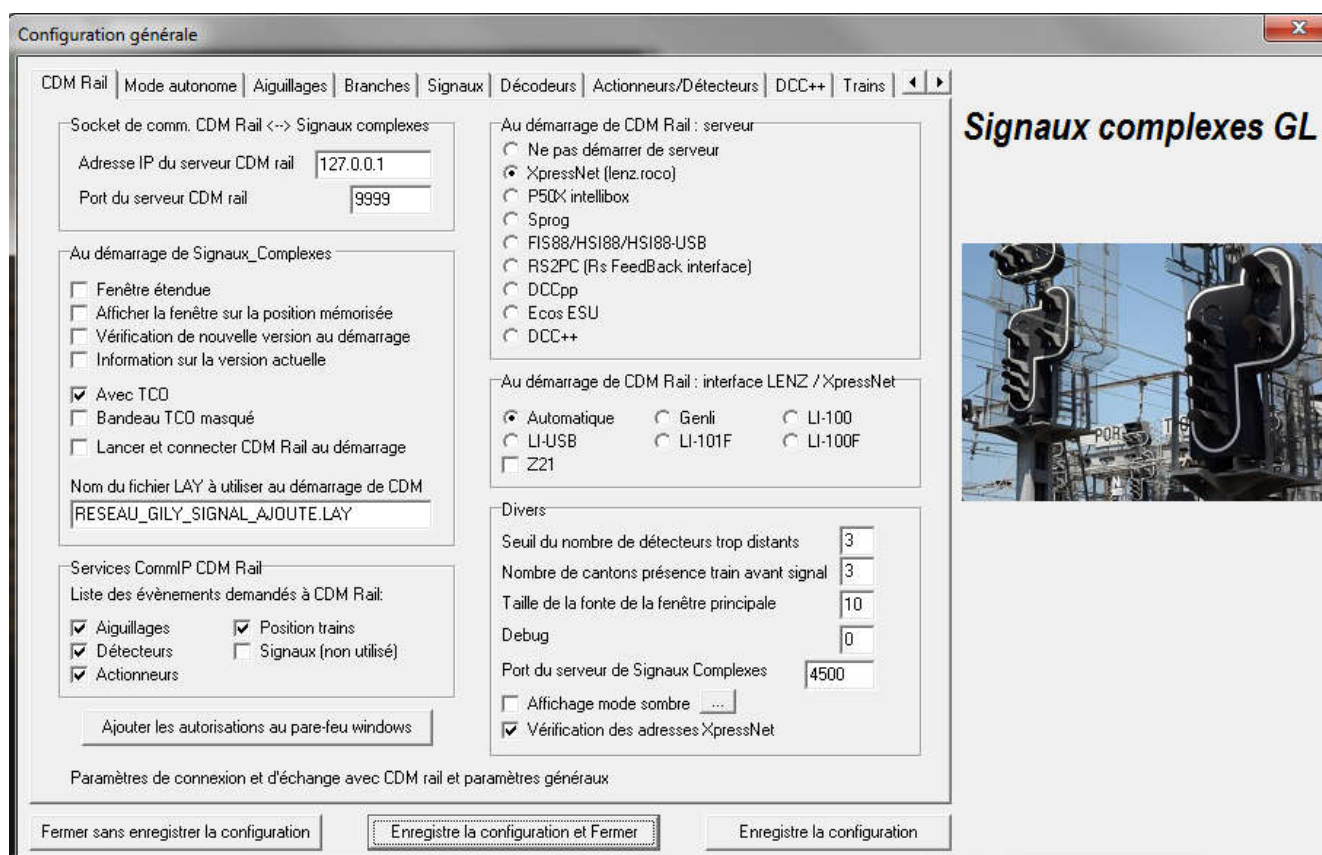 Configuration générale
CDM Rail Mode autonome Aiguillages Branches Signaux Décodeurs Actionneurs/Détecteurs DCC++ Trains
Socket de comm. CDM Rail <--> Signaux complexes
Adresse IP du serveur CDM rail 127.0.0.1
Port du serveur CDM rail 9999
Au démarrage de Signaux_Complexes
Fenêtre étendue
Afficher la fenêtre sur la position mémorisée
Vérification de nouvelle version au démarrage
Information sur la version actuelle
Avec TCO
Bandeau TCO masqué
Lancer et connecter CDM Rail au démarrage
Nom du fichier LAY à utiliser au démarrage de CDM
RESEAU_GILY_SIGNAL_AJOUTE.LAY
Services CommIP CDM Rail
Liste des évènements demandés à CDM Rail:
Aiguillages Position trains
Détecteurs Signaux (non utilisé)
Actionneurs
Ajouter les autorisations au pare-feu windows
Au démarrage de CDM Rail : serveur
Ne pas démarrer de serveur
XpressNet (lenz.roco)
P50X intellibox
Sprog
FIS88/HSI88/HSI88-USB
RS2PC (Rs FeedBack interface)
DCCpp
Ecos ESU
DCC++
Au démarrage de CDM Rail : interface LENZ / XpressNet
Automatique Genli LI-100
LI-USB LI-101F LI-100F
Z21
Divers
Seuil du nombre de détecteurs trop distants 3
Nombre de cantons présence train avant signal 3
Taille de la fonte de la fenêtre principale 10
Debug 0
Port du serveur de Signaux Complexes 4500
Affichage mode sombre ...
Vérification des adresses XpressNet
Paramètres de connexion et d'échange avec CDM rail et paramètres généraux
Fermer sans enregistrer la configuration
Enregistre la configuration et Fermer
Enregistre la configuration
Signaux complexes GL